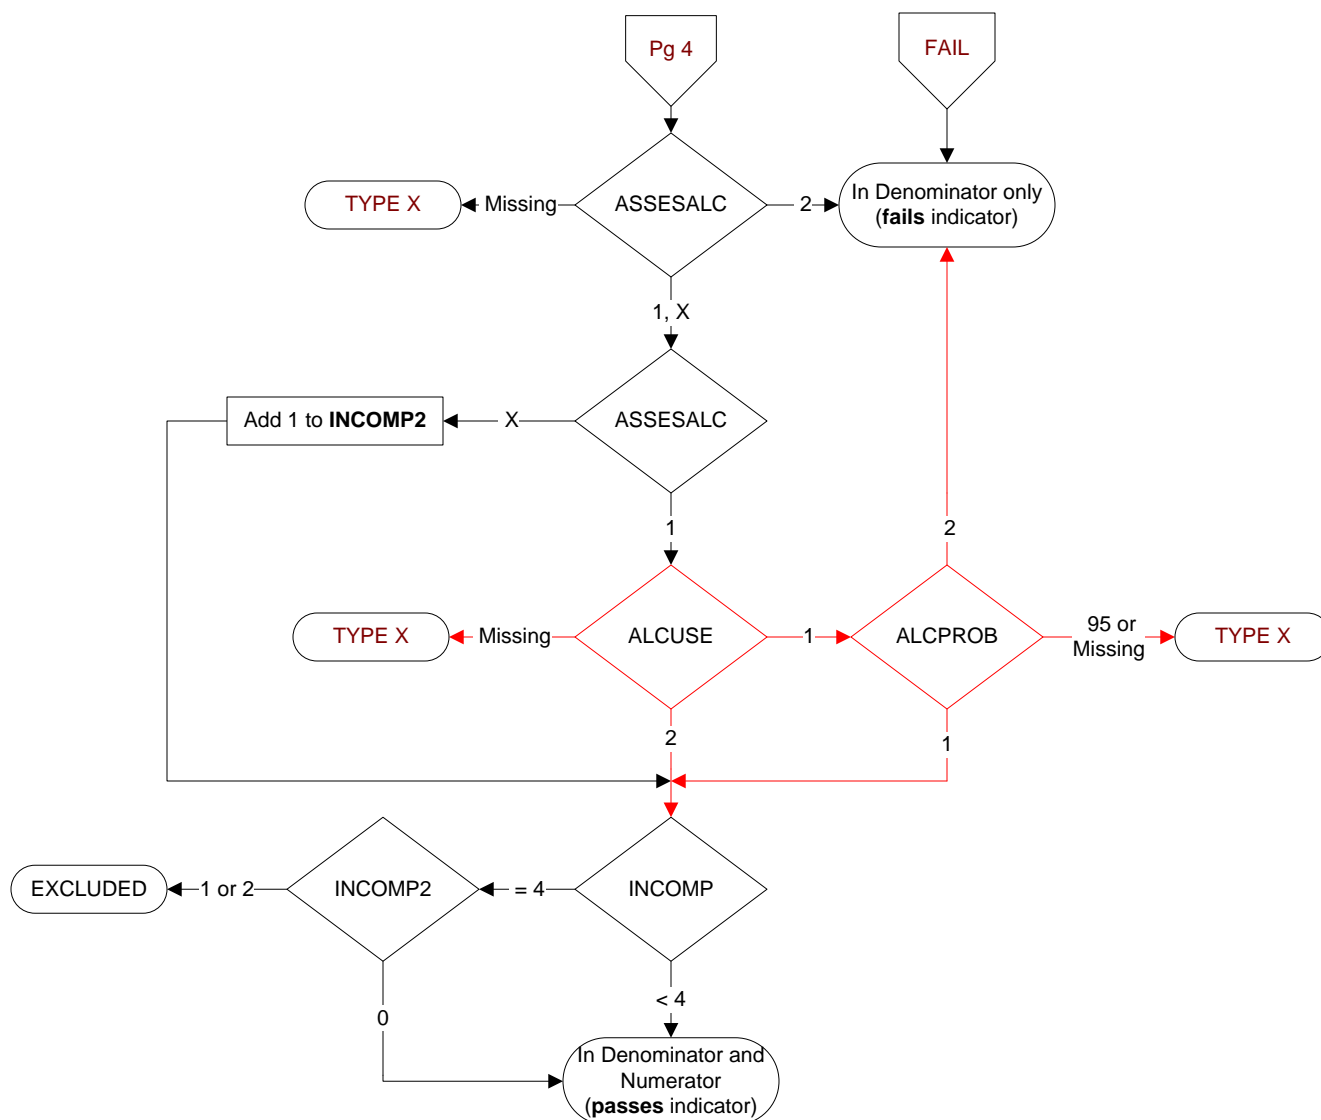 Pg 4
FAIL
TYPE X
Missing
ASSESALC
2
In Denominator only
(fails indicator)
1, X
Add 1 to INCOMP2
X
ASSESALC
1
2
TYPE X
Missing
ALCUSE
1
ALCPROB
95 or
Missing
TYPE X
2
1
EXCLUDED
1 or 2
INCOMP2
= 4
INCOMP
0
< 4
In Denominator and
Numerator
(passes indicator)